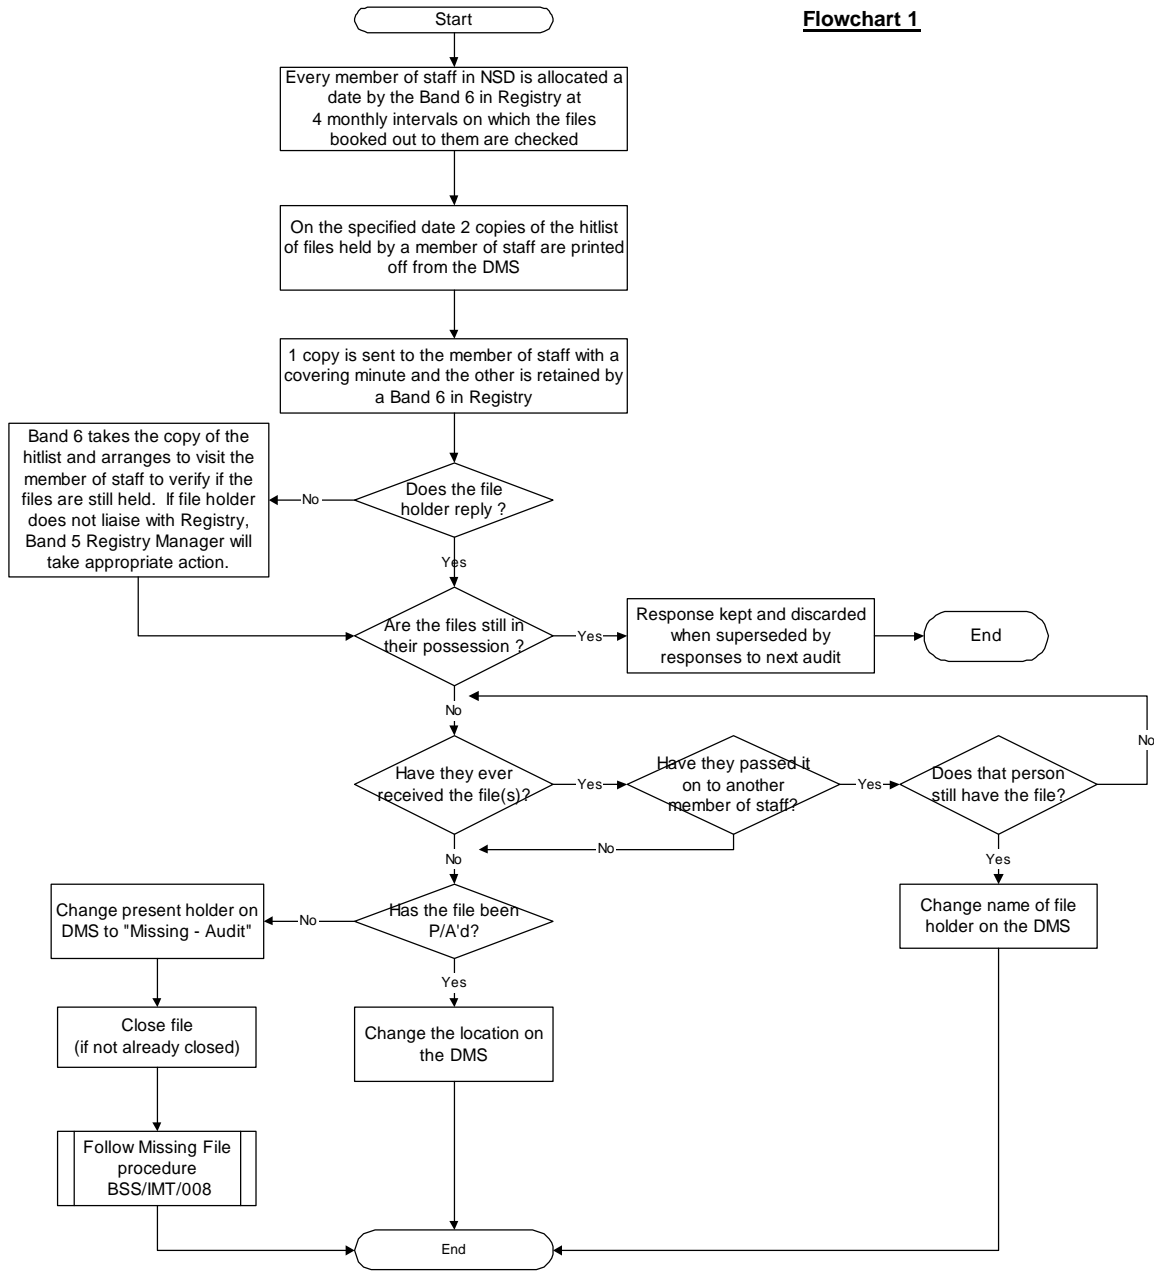 Flowchart 1
Start
Every member of staff in NSD is allocated a
date by the Band 6 in Registry at
4 monthly intervals on which the files
booked out to them are checked
On the specified date 2 copies of the hitlist
of files held by a member of staff are printed
off from the DMS
1 copy is sent to the member of staff with a
covering minute and the other is retained by
a Band 6 in Registry
Band 6 takes the copy of the
hitlist and arranges to visit the
member of staff to verify if the
files are still held. If file holder
does not liaise with Registry,
Band 5 Registry Manager will
take appropriate action.
No
Does the file
holder reply ?
Yes
Are the files still in
their possession ?
Yes
Response kept and discarded
when superseded by
responses to next audit
End
No
Have they ever
received the file(s)?
Yes
Have they passed it
on to another
member of staff?
Yes
Does that person
still have the file?
No
No
No
Yes
Change present holder on
DMS to "Missing - Audit"
No
Has the file been
P/A'd?
Change name of file
holder on the DMS
Yes
Close file
(if not already closed)
Change the location on
the DMS
Follow Missing File
procedure
BSS/IMT/008
End